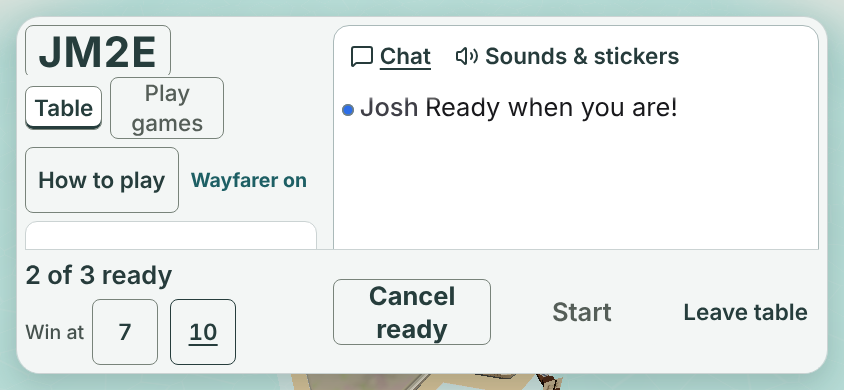 JM2E
Table
Play
games
How to play
Wayfarer on
Chat
Sounds & stickers
Josh Ready when you are!
2 of 3 ready
Win at
7
10
Cancel
ready
Start
Leave table